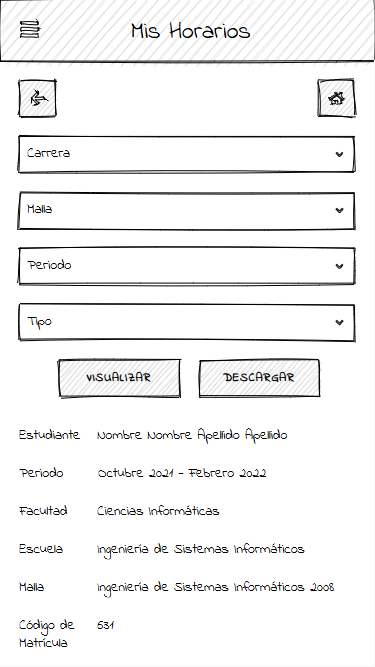 Mis Horarios
Carrera
Malla
Periodo
Tipo
VISUALIZAR DESCARGAR
Estudiante Nombre Nombre Apellido Apellido
Periodo Octubre 2021 - Febrero 2022
Facultad Ciencias Informáticas
Escuela Ingeniería de Sistemas Informáticos
Malla Ingeniería de Sistemas Informáticos 2008
Código de 531
Matrícula